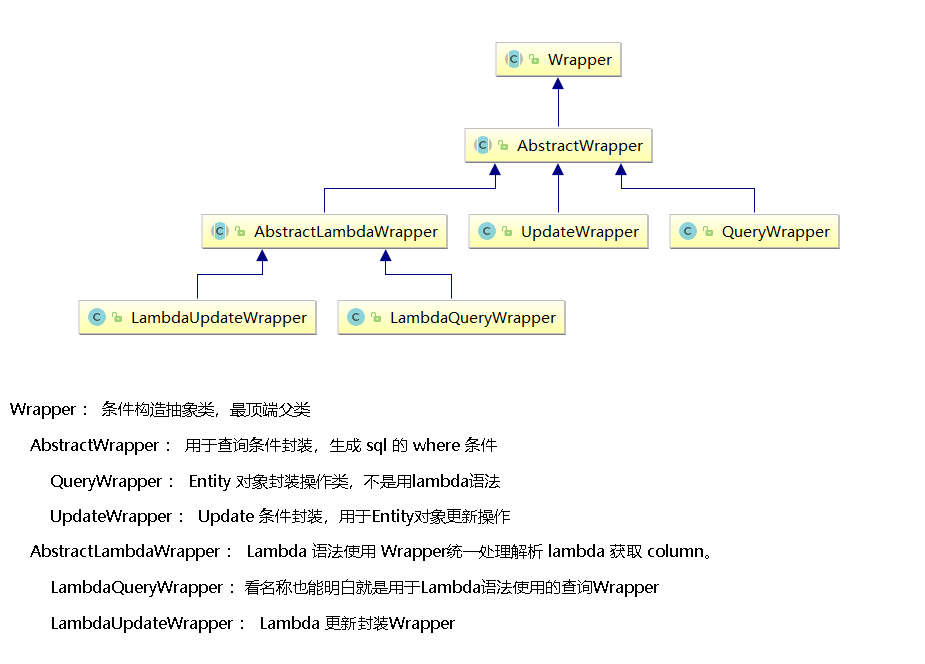 Wrapper
AbstractWrapper
AbstractLambdaWrapper UpdateWrapper QueryWrapper
LambdaUpdateWrapper LambdaQueryWrapper
Wrapper： 条件构造抽象类，最顶端父类
AbstractWrapper： 用于查询条件封装，生成 sql 的 where 条件
QueryWrapper： Entity 对象封装操作类，不是用lambda语法
UpdateWrapper： Update 条件封装，用于Entity对象更新操作
AbstractLambdaWrapper： Lambda 语法使用 Wrapper统一处理解析 lambda 获取 column。
LambdaQueryWrapper：看名称也能明白就是用于Lambda语法使用的查询Wrapper
LambdaUpdateWrapper： Lambda 更新封装Wrapper